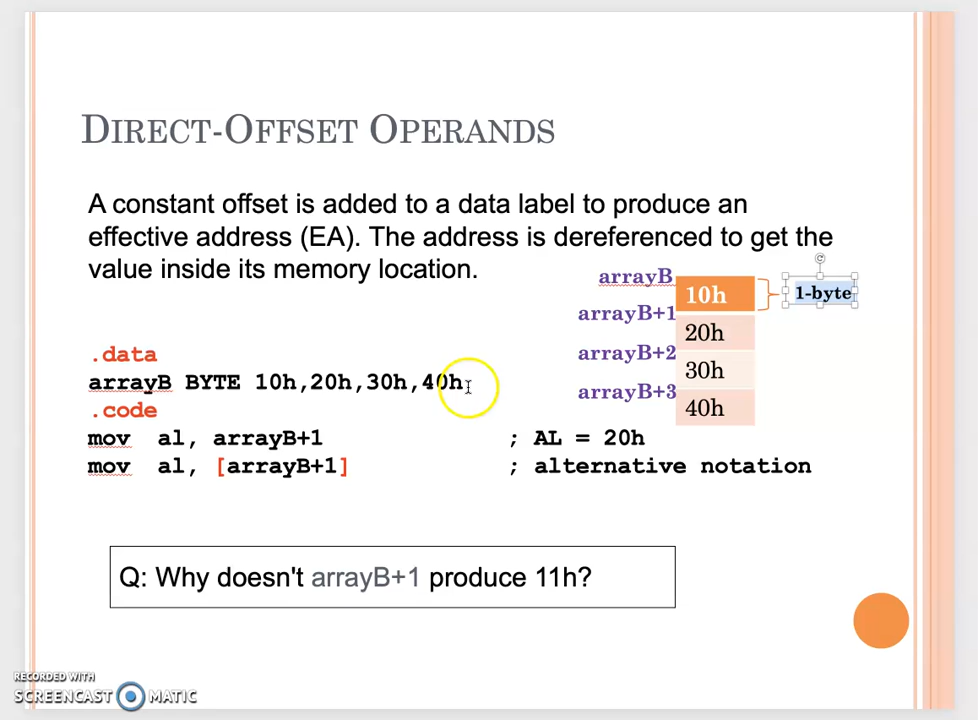 DIRECT-OFFSET OPERANDS
A constant offset is added to a data label to produce an
effective address (EA). The address is dereferenced to get the
value inside its memory location.
arrayB 10h 1-byte
arrayB+1 20h
arrayB+2 30h
arrayB+3 40h
.data
arrayB BYTE 10h,20h,30h,40h
.code
mov al, arrayB+1 ; AL = 20h
mov al, [arrayB+1] ; alternative notation
Q: Why doesn't arrayB+1 produce 11h?
RECORDED WITH
SCREENCAST MATIC